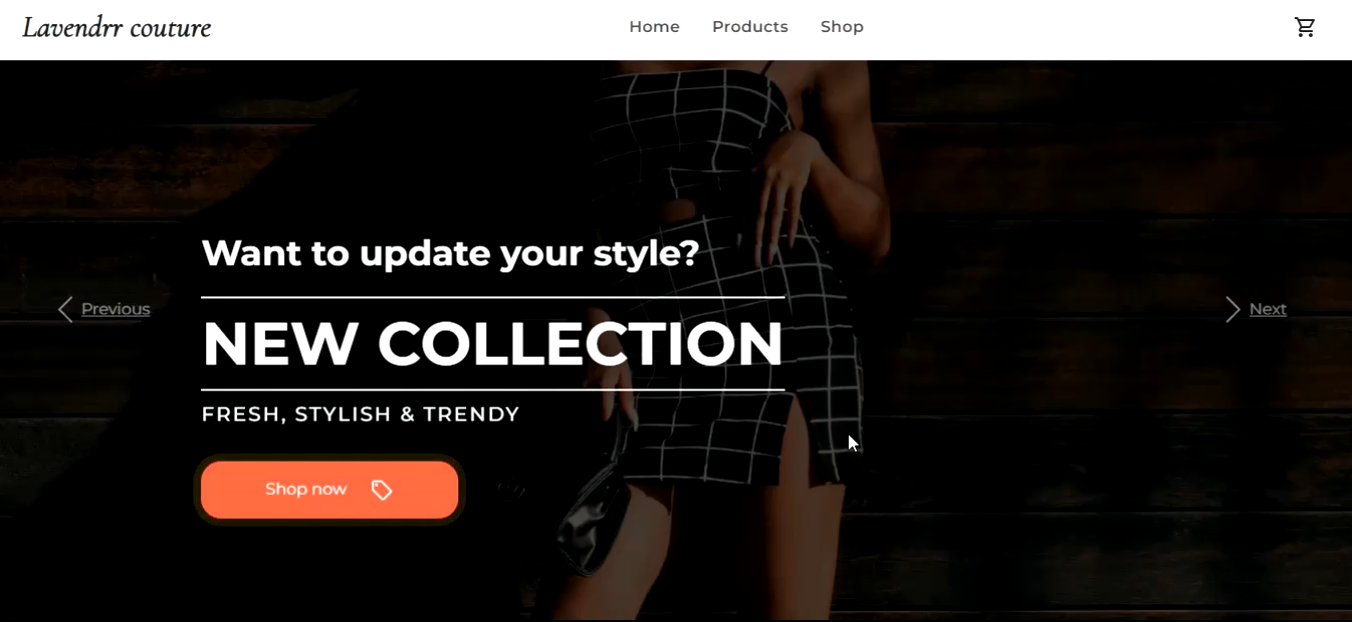 Lavendrr couture
Home Products Shop
Want to update your style?
Previous
Next
NEW COLLECTION
FRESH, STYLISH & TRENDY
Shop now